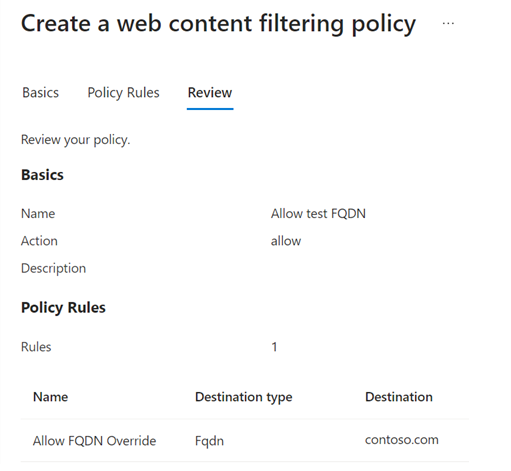 Create a web content filtering policy ...
Basics Policy Rules Review
Review your policy.
Basics
Name Allow test FQDN
Action allow
Description
Policy Rules
Rules 1
Name Destination type Destination
Allow FQDN Override Fqdn contoso.com